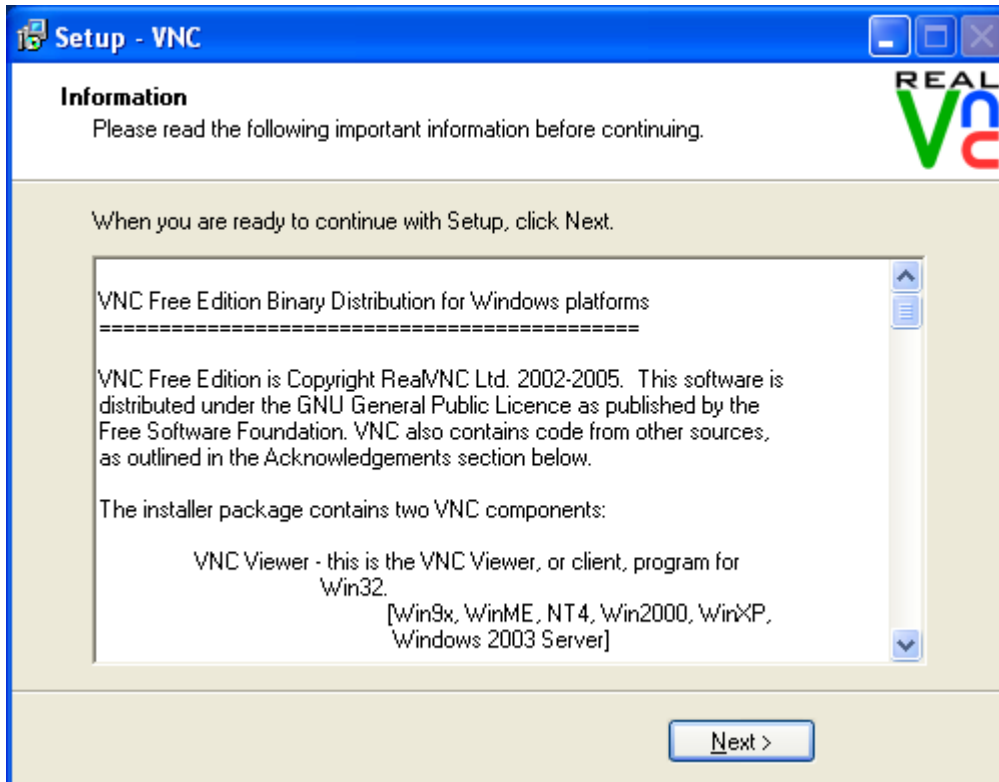 Setup - VNC
Information
Please read the following important information before continuing.
REAL
VNC
When you are ready to continue with Setup, click Next.
VNC Free Edition Binary Distribution for Windows platforms
===============================================
VNC Free Edition is Copyright RealVNC Ltd. 2002-2005.  This software is
distributed under the GNU General Public Licence as published by the
Free Software Foundation. VNC also contains code from other sources,
as outlined in the Acknowledgements section below.
The installer package contains two VNC components:
VNC Viewer - this is the VNC Viewer, or client, program for
Win32.
[Win9x, WinME, NT4, Win2000, WinXP,
Windows 2003 Server]
Next >